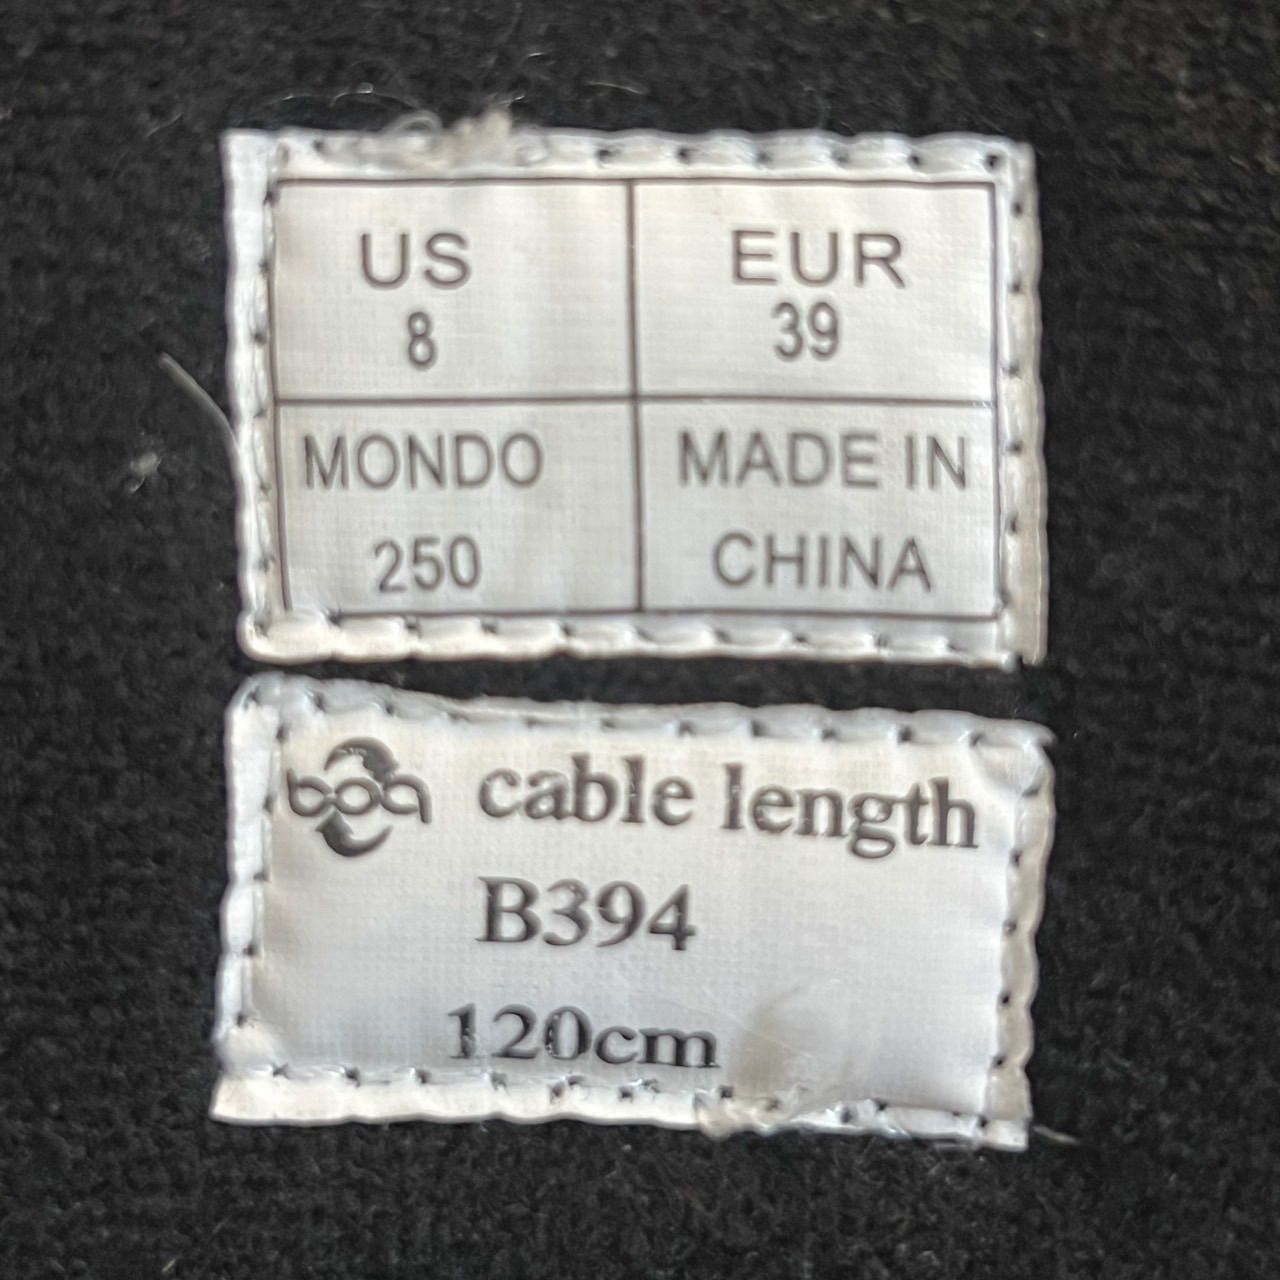 US
8
EUR
39
MONDO
250
MADE IN
CHINA
boa cable length
B394
120cm